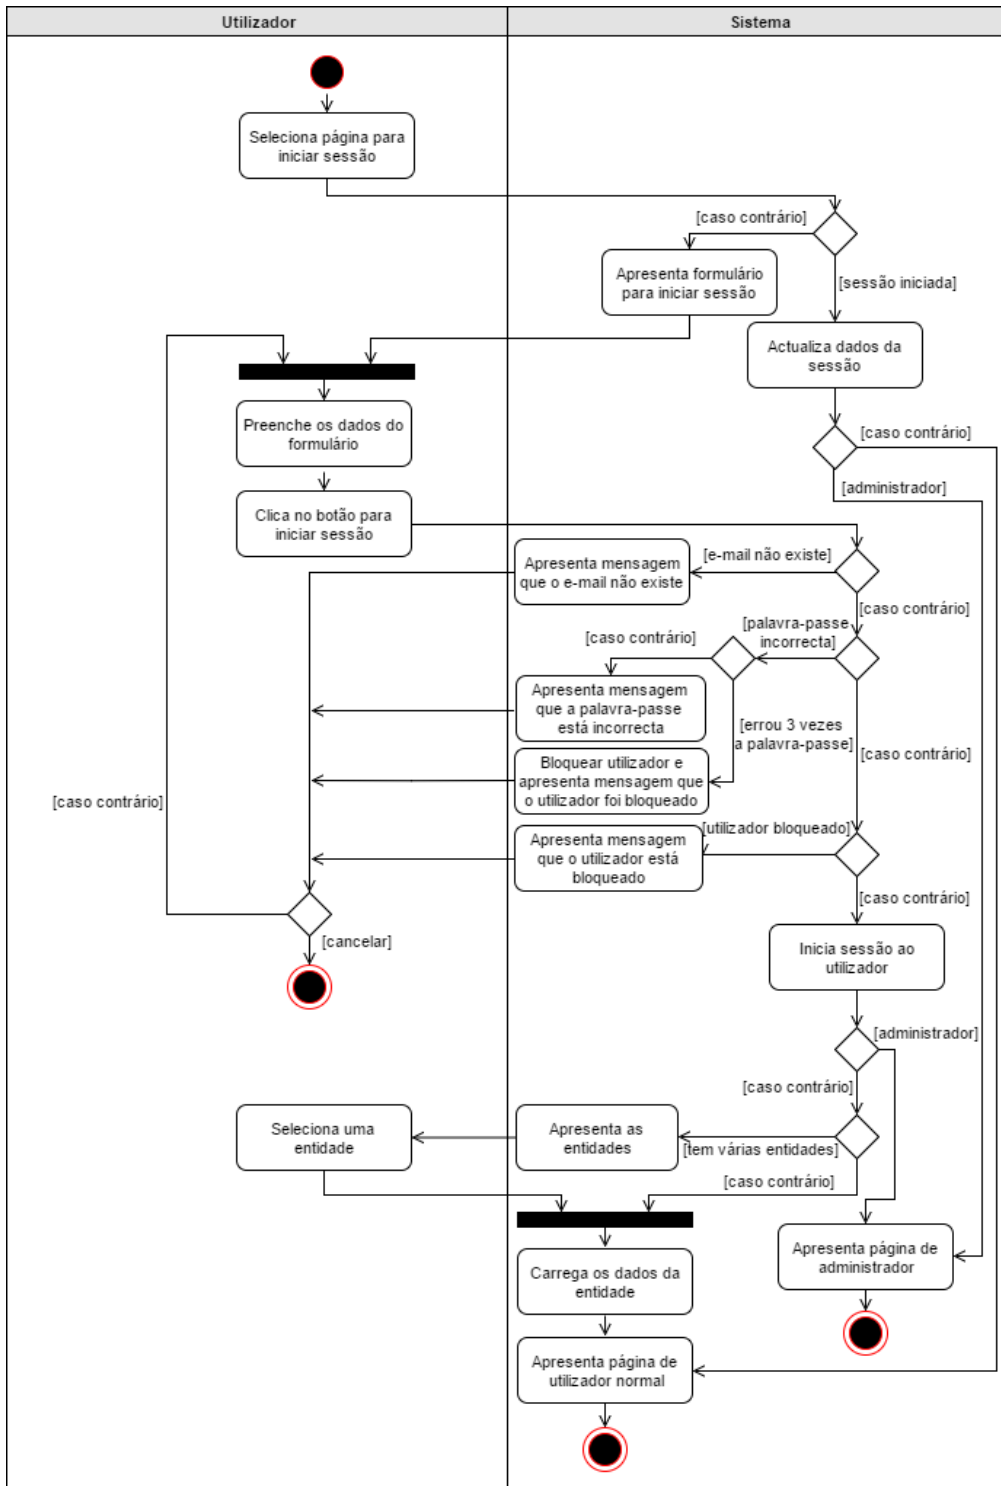 Utilizador
Sistema
Seleciona página para
iniciar sessão
[caso contrário]
Apresenta formulário
para iniciar sessão
[sessão iniciada]
Actualiza dados da
sessão
[caso contrário]
[administrador]
Preenche os dados do
formulário
Clica no botão para
iniciar sessão
[e-mail não existe]
Apresenta mensagem
que o e-mail não existe
[caso contrário]
[palavra-passe
incorrecta]
[caso contrário]
Apresenta mensagem
que a palavra-passe
está incorrecta
[errou 3 vezes
a palavra-passe]
[caso contrário]
Bloquear utilizador e
apresenta mensagem que
o utilizador foi bloqueado
[caso contrário]
[utilizador bloqueado]
Apresenta mensagem
que o utilizador está
bloqueado
[caso contrário]
[cancelar]
Inicia sessão ao
utilizador
[administrador]
[caso contrário]
Seleciona uma
entidade
Apresenta as
entidades
[tem várias entidades]
[caso contrário]
Carrega os dados da
entidade
Apresenta página de
administrador
Apresenta página de
utilizador normal